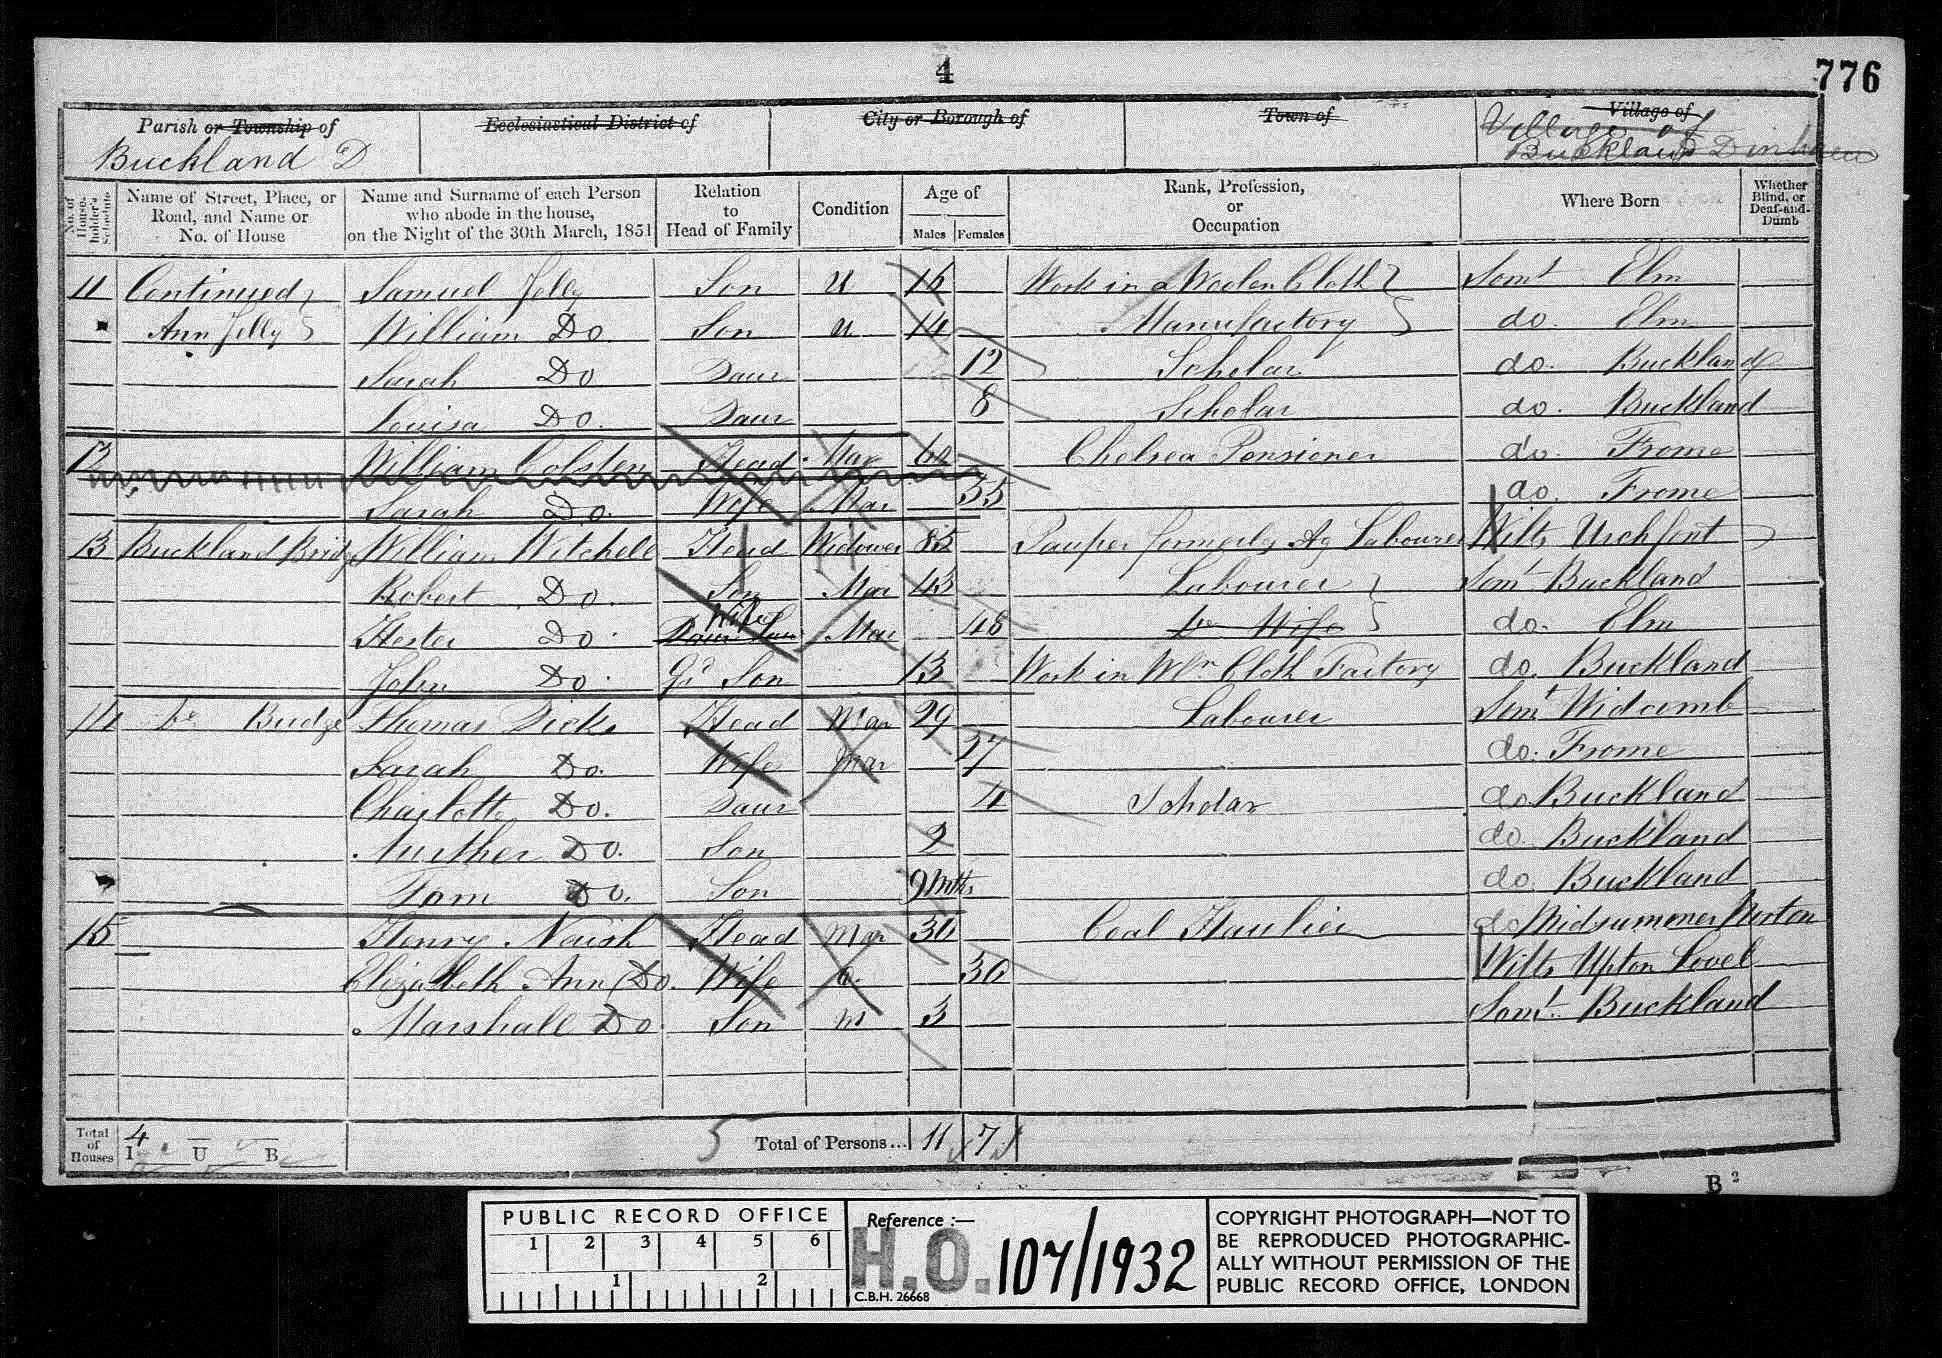 4
776
Parish or Township of
Buckland D
Ecclesiastical District of
City or Borough of
Town of
Village of
Village of
Buckland Dinham
No. of House-holder's Schedule
Name of Street, Place, or Road, and Name or No. of House
Name and Surname of each Person who abode in the house, on the Night of the 30th March, 1851
Relation to Head of Family
Condition
Age of
Males Females
Rank, Profession, or Occupation
Where Born
Whether Blind, or Deaf-and-Dumb
11 Continued Samuel Jelly Son U 16 Work in a Woolen Cloth Somt Elm
Ann Jelly William Do Son U 14 Manufactory do. Elm
Sarah Do Daur 12 Scholar do. Buckland
Louisa Do. Daur 8 Scholar do. Buckland
12 William Colsten Head Mar 60 Chelsea Pensioner do. Frome
Sarah Do. Wife Mar 35 do. Frome
13 Buckland Bridge William Witchell Head Widower 85 Pauper formerly Ag Labourer Wilts Urchfont
Robert Do. Son Mar 43 Labourer Somt Buckland
Hester Do. Wife Daur Law Mar 48 Do Wife do. Elm
John Do. Gd Son 13 Work in Wln Cloth Factory do. Buckland
14 Do Bridge Thomas Dicks Head Mar 29 Labourer Somt Widcomb
Sarah Do. Wife Mar 27 do. Frome
Charlotte Do. Daur 4 Scholar do. Buckland
Aurther Do. Son 2 do. Buckland
Tom Do. Son 9 Mths do. Buckland
15 Henry Naish Head Mar 30 Coal Haulier do Midsummer Norton
Elizabeth Ann Do. Wife 30 Wilts Upton Lovel
Marshall Do. Son 3 Somt. Buckland
Total of Houses 4 I U B 5 Total of Persons... 11 7
B 2
PUBLIC RECORD OFFICE
1 2 3 4 5 6
1 2
Reference :—
H.O. 107/1932
C.B.H. 26668
COPYRIGHT PHOTOGRAPH—NOT TO
BE REPRODUCED PHOTOGRAPHIC-
ALLY WITHOUT PERMISSION OF THE
PUBLIC RECORD OFFICE, LONDON